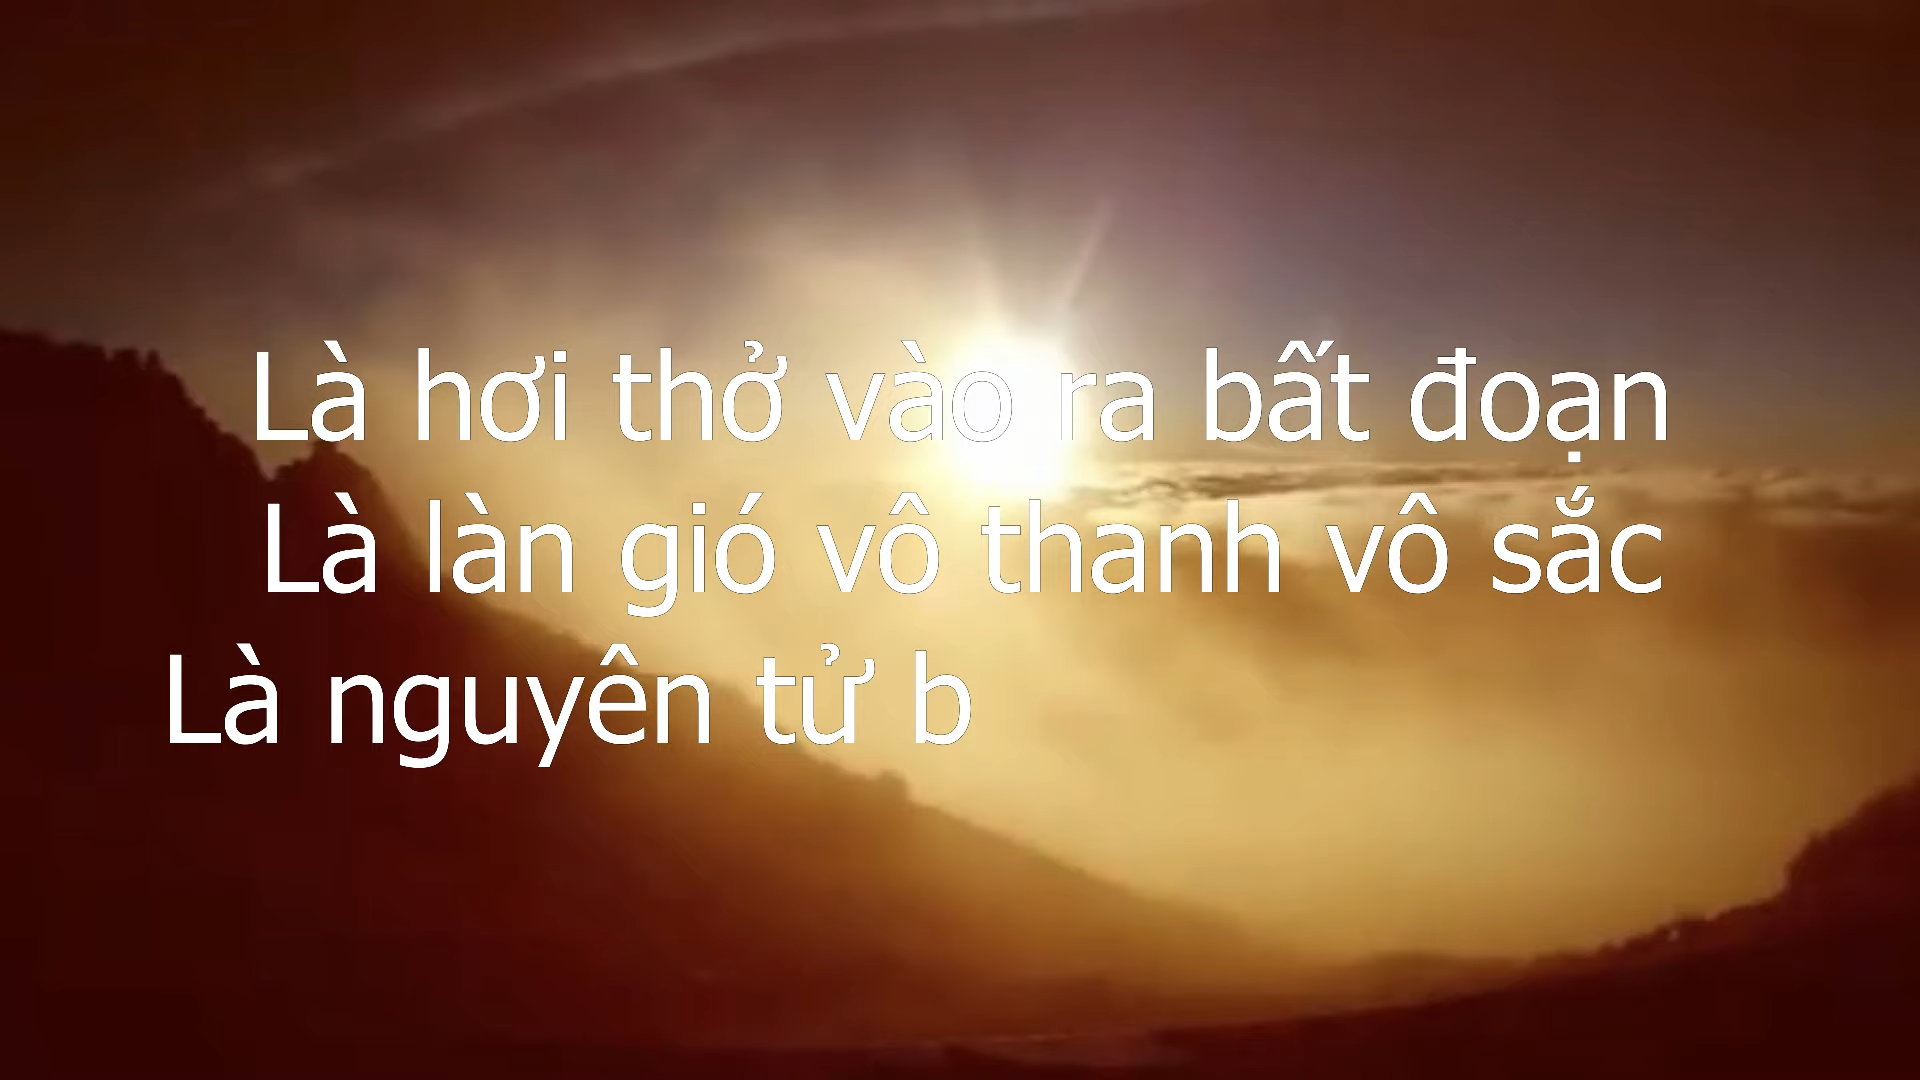 Là hơi thở vào ra bất đoạn
Là làn gió vô thanh vô sắc
Là nguyên tử b